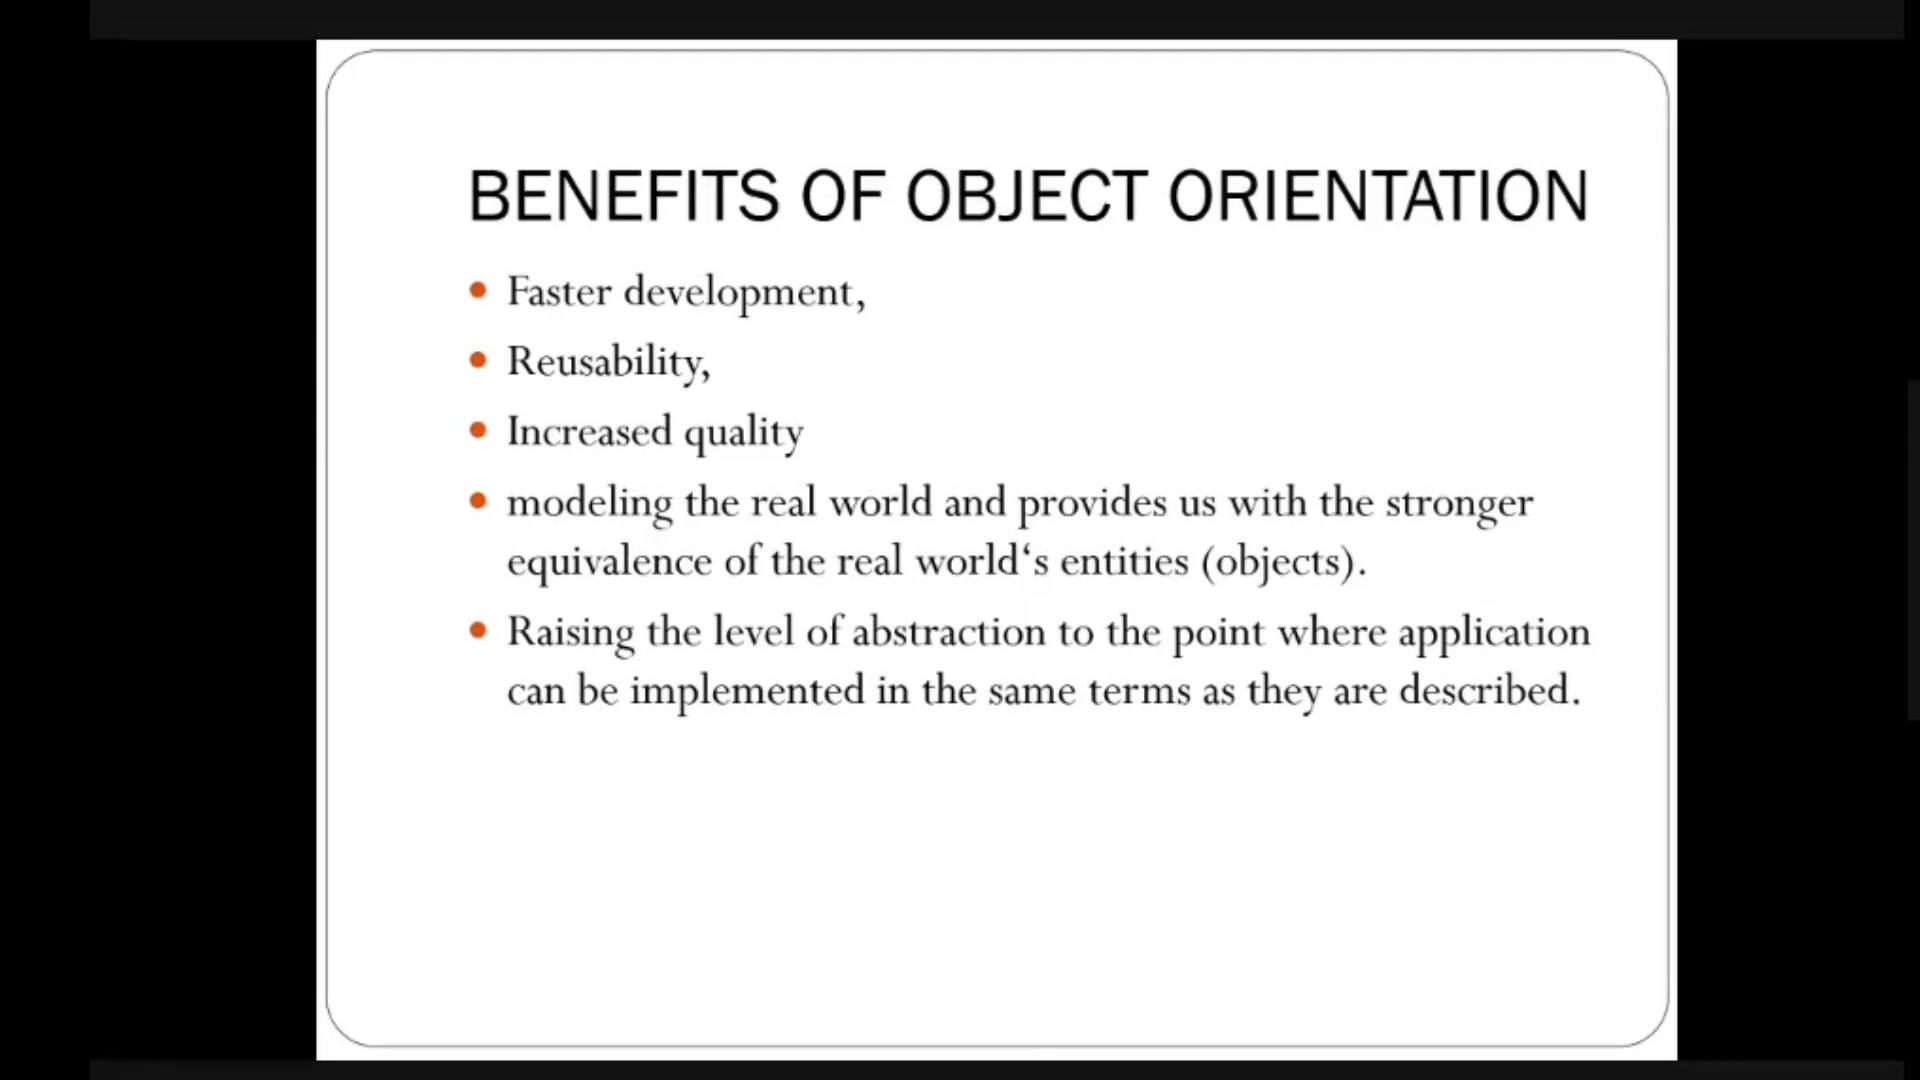 BENEFITS OF OBJECT ORIENTATION
• Faster development,
• Reusability,
• Increased quality
• modeling the real world and provides us with the stronger
equivalence of the real world‘s entities (objects).
• Raising the level of abstraction to the point where application
can be implemented in the same terms as they are described.